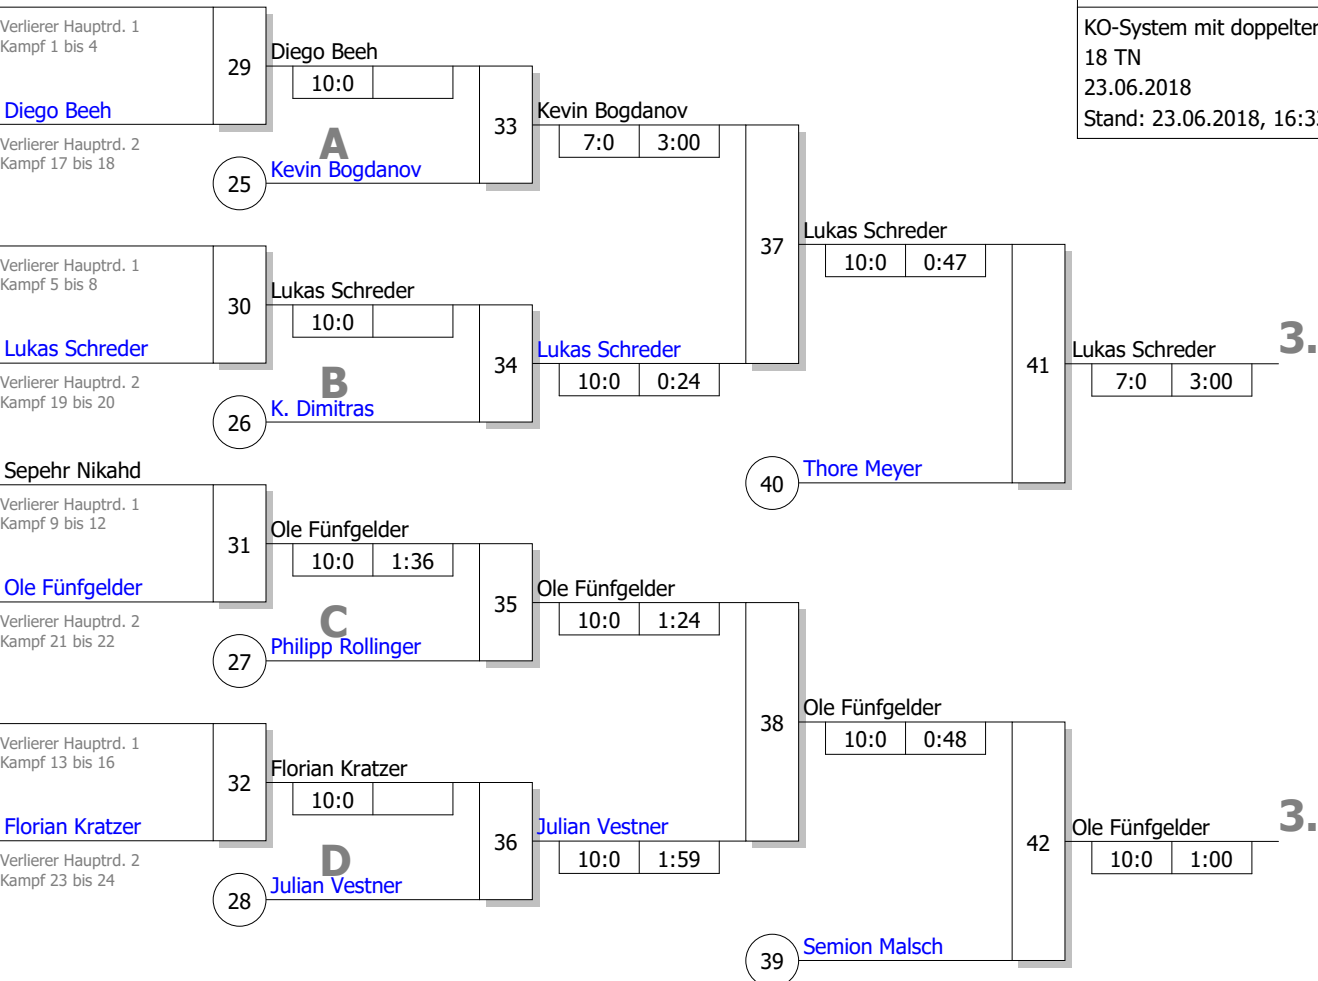 Verlierer Hauptrd. 1
Kampf 1 bis 4
29
Diego Beeh
10:0
Diego Beeh
Verlierer Hauptrd. 2
Kampf 17 bis 18
A
25
Kevin Bogdanov
33
Kevin Bogdanov
7:0 3:00
KO-System mit doppelter
18 TN
23.06.2018
Stand: 23.06.2018, 16:3
Verlierer Hauptrd. 1
Kampf 5 bis 8
30
Lukas Schreder
10:0
Lukas Schreder
Verlierer Hauptrd. 2
Kampf 19 bis 20
B
26
K. Dimitras
34
Lukas Schreder
10:0 0:24
37
Lukas Schreder
10:0 0:47
40
Thore Meyer
41
Lukas Schreder
7:0 3:00
3.
Sepehr Nikahd
Verlierer Hauptrd. 1
Kampf 9 bis 12
31
Ole Fünfgelder
10:0 1:36
Ole Fünfgelder
Verlierer Hauptrd. 2
Kampf 21 bis 22
C
27
Philipp Rollinger
35
Ole Fünfgelder
10:0 1:24
Verlierer Hauptrd. 1
Kampf 13 bis 16
32
Florian Kratzer
10:0
Florian Kratzer
Verlierer Hauptrd. 2
Kampf 23 bis 24
D
28
Julian Vestner
36
Julian Vestner
10:0 1:59
38
Ole Fünfgelder
10:0 0:48
39
Semion Malsch
42
Ole Fünfgelder
10:0 1:00
3.